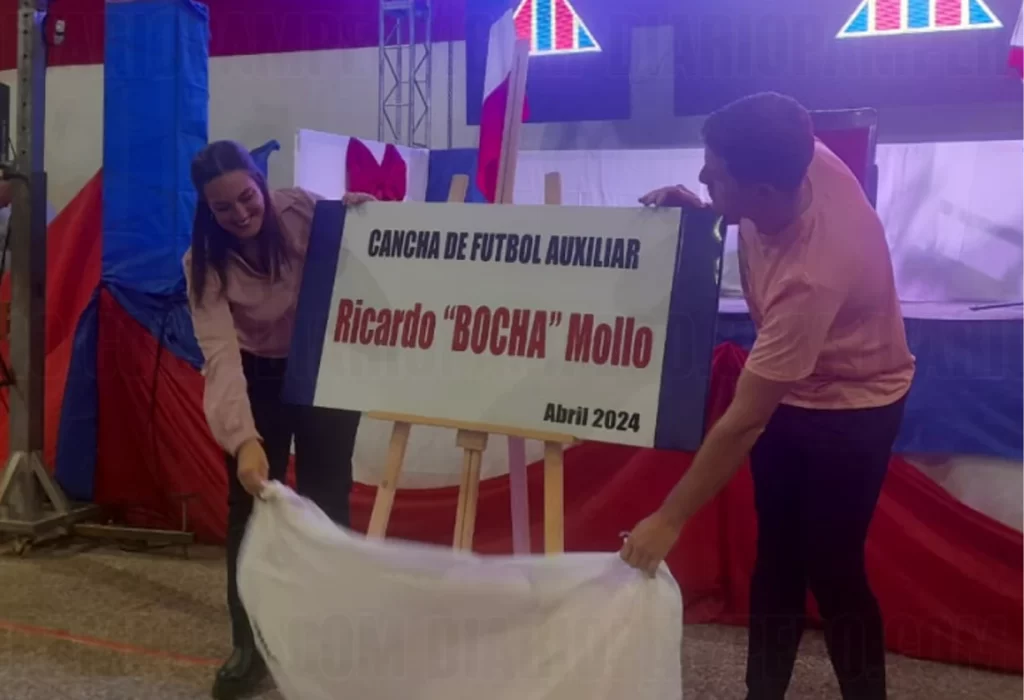 CANCHA DE FUTBOL AUXILIAR
Ricardo "BOCHA" Mollo
Abril 2024